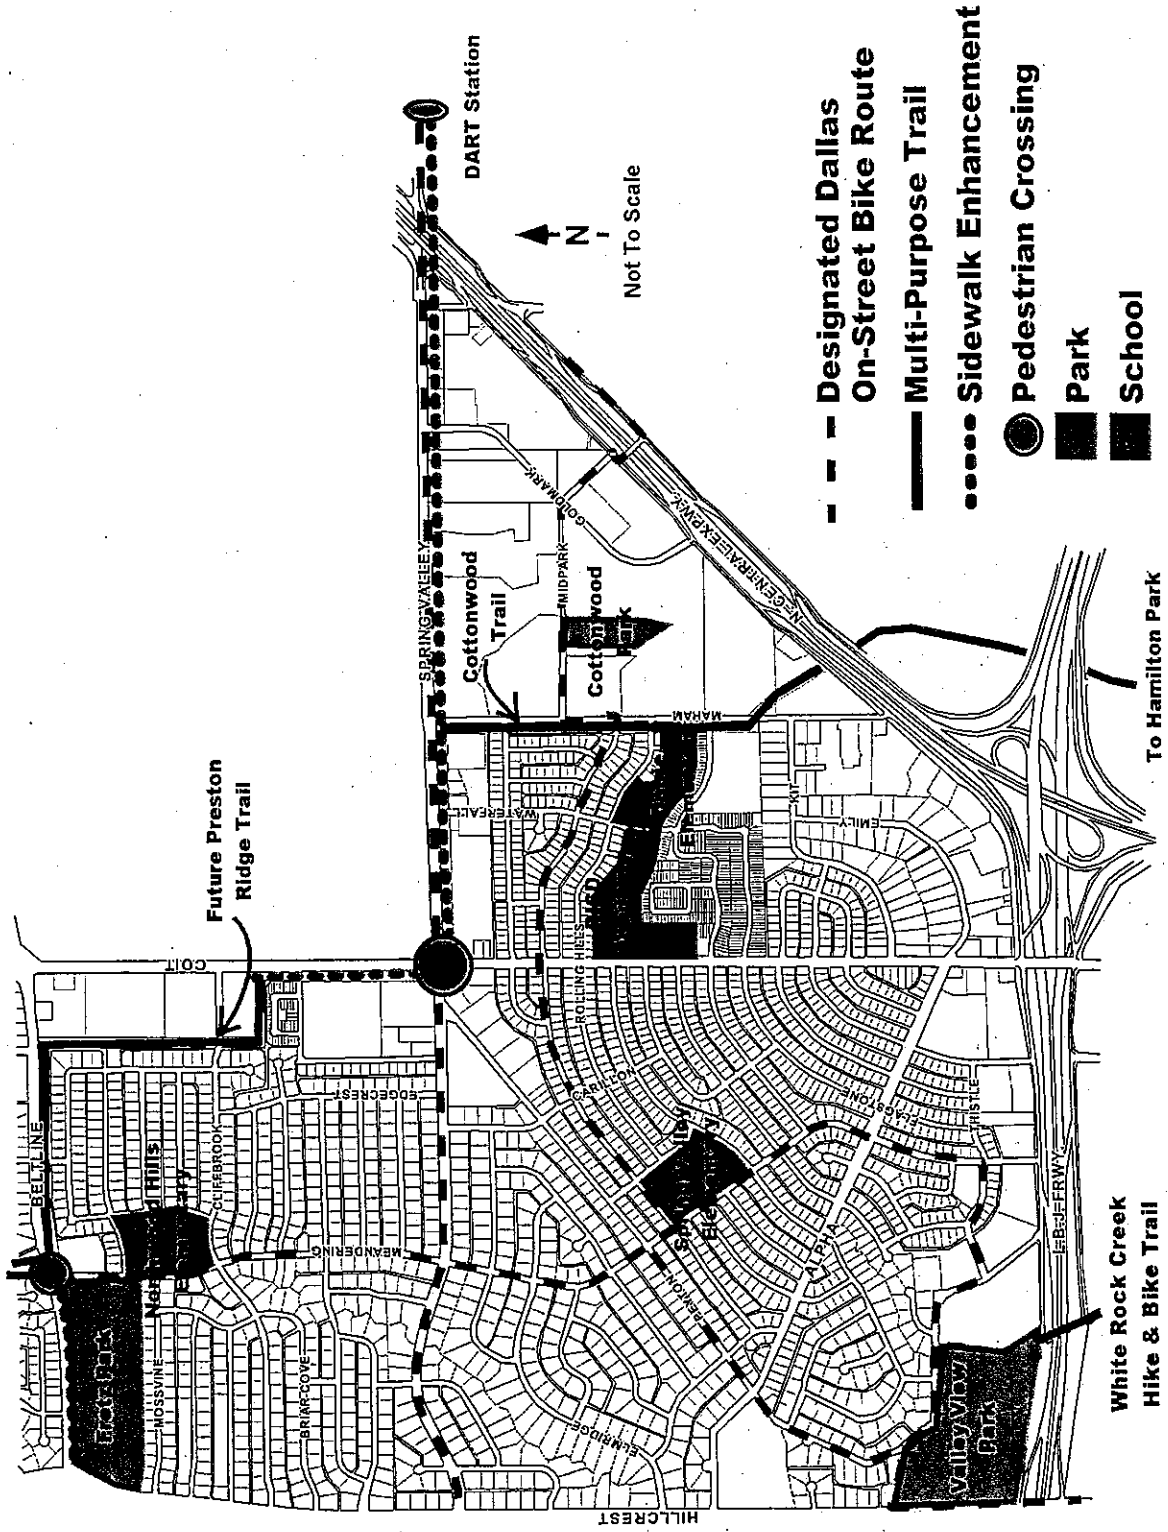 BELTLINE
COIT
Future Preston
Ridge Trail
CLIFFBROOK
MOSSVINE
BRIAR COVE
MEANDERING
EDGECREST
SPRING VALLEY
DART Station
N
Not To Scale
Cottonwood
Trail
MIDPARK
GOLDMARK
Cottonwood
Park
MAHAM
WATERFALL
ROLLING HILLS
CARILLON
KIT
EMILY
N CENTRAL EXPWY.
ELMRIDGE
ALPHA
FLAGSTONE
THISTLE
HILLCREST
LBJ FRWY
Valley View
Park
White Rock Creek
Hike & Bike Trail
To Hamilton Park
Designated Dallas
On-Street Bike Route
Multi-Purpose Trail
Sidewalk Enhancement
Pedestrian Crossing
Park
School